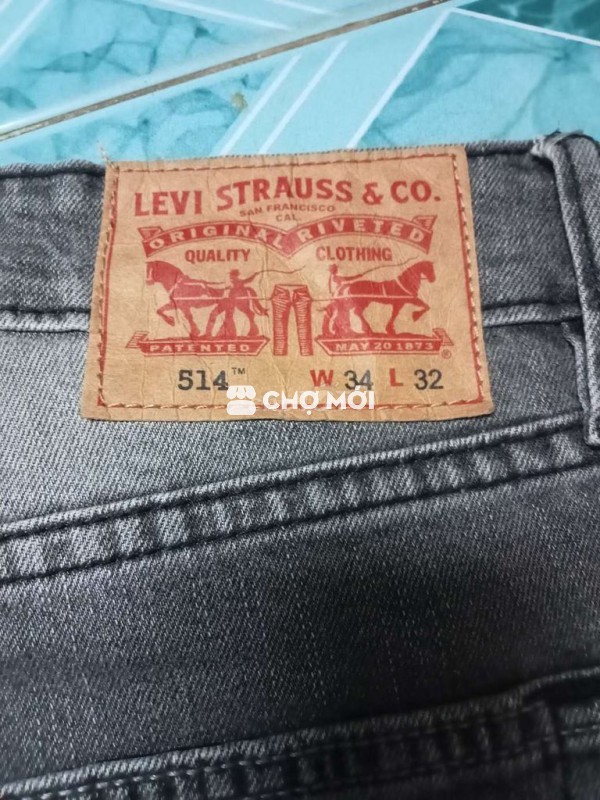 LEVI STRAUSS & CO.
SAN FRANCISCO
CAL.
ORIGINAL RIVETED
QUALITY CLOTHING
PATENTED MAY 20 1873 ®
514™ W 34 L 32
CHỢ MỚI